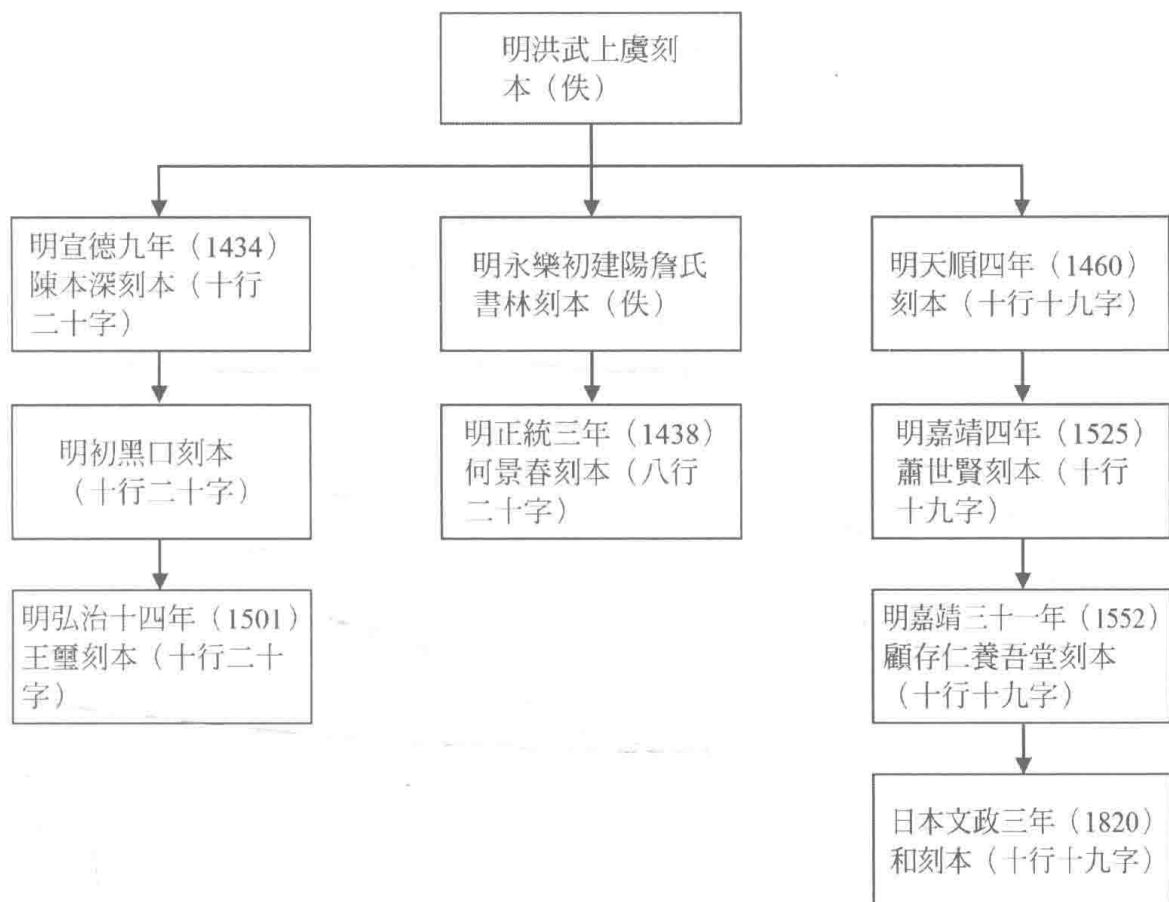 明洪武上虞刻
本（佚）
明宣德九年（1434）
陳本深刻本（十行
二十字）
明永樂初建陽詹氏
書林刻本（佚）
明天順四年（1460）
刻本（十行十九字）
明初黑口刻本
（十行二十字）
明正統三年（1438）
何景春刻本（八行
二十字）
明嘉靖四年（1525）
蕭世賢刻本（十行
十九字）
明弘治十四年（1501）
王璽刻本（十行二十
字）
明嘉靖三十一年（1552）
顧存仁養吾堂刻本
（十行十九字）
日本文政三年（1820）
和刻本（十行十九字）